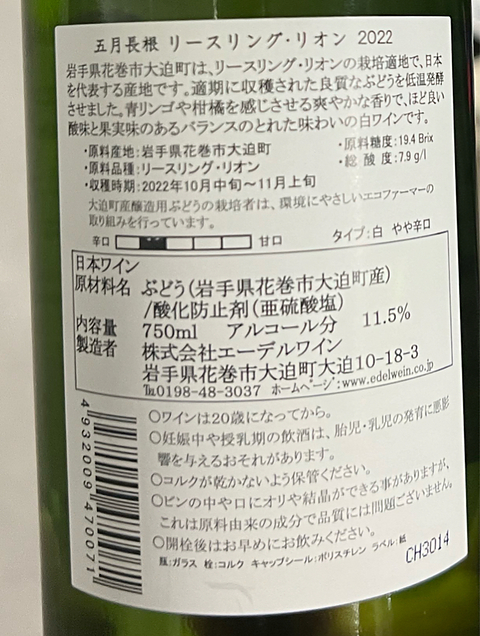 五月長根 リースリング・リオン 2022
岩手県花巻市大迫町は、リースリング・リオンの栽培適地で、日本
を代表する産地です。適期に収穫された良質なぶどうを低温発酵
させました。青リンゴや柑橘を感じさせる爽やかな香りで、ほど良い
酸味と果実味のあるバランスのとれた味わいの白ワインです。
・原料産地:岩手県花巻市大迫町 ・原料糖度:19.4 Brix
・原料品種:リースリング・リオン ・総酸度:7.9 g/l
・収穫時期:2022年10月中旬〜11月上旬
大迫町産醸造用ぶどうの栽培者は、環境にやさしいエコファーマーの
取り組みを行っています。
辛口 甘口 タイプ:白 やや辛口
日本ワイン
原材料名 ぶどう(岩手県花巻市大迫町産)
/酸化防止剤(亜硫酸塩)
内容量 750ml アルコール分 11.5%
製造者 株式会社エーデルワイン
岩手県花巻市大迫町大迫10-18-3
℡0198-48-3037 ホームページ:www.edelwein.co.jp
4932009470071
○ワインは20歳になってから。
○妊娠中や授乳期の飲酒は、胎児・乳児の発育に悪影
響を与えるおそれがあります。
○コルクが乾かないよう保管ください。
○ビンの中や口にオリや結晶ができる事がありますが、
これは原料由来の成分で品質には問題ございません。
○開栓後はお早めにお飲みください。
瓶:ガラス 栓:コルク キャップシール:ポリスチレン ラベル:紙
CH3014